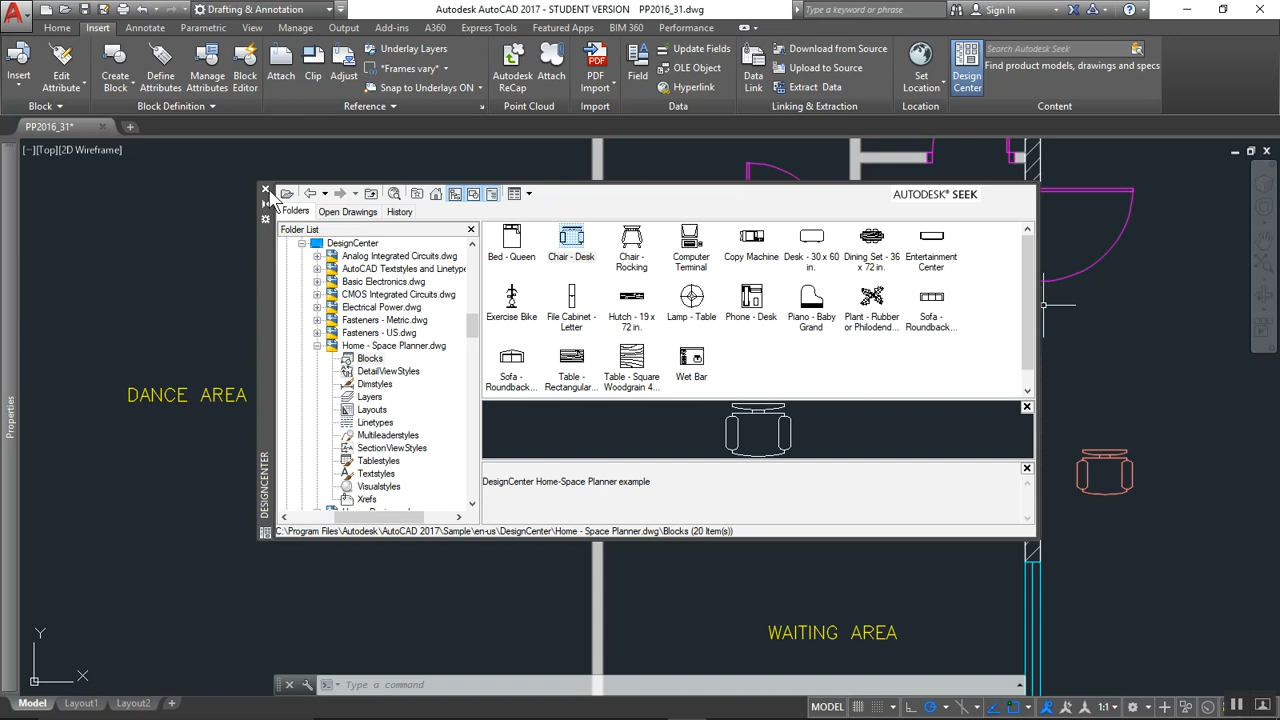 Drafting & Annotation
Autodesk AutoCAD 2017 - STUDENT VERSION PP2016_31.dwg
Type a keyword or phrase
Sign In
Home Insert Annotate Parametric View Manage Output Add-ins A360 Express Tools Featured Apps BIM 360 Performance
Insert
Edit Attribute
Create Block
Define Attributes
Manage Attributes
Block Editor
Attach
Clip
Adjust
Underlay Layers
*Frames vary*
Snap to Underlays ON
Autodesk ReCap
Attach
PDF Import
Field
Update Fields
OLE Object
Hyperlink
Data Link
Download from Source
Upload to Source
Extract Data
Set Location
Design Center
Search Autodesk Seek
Find product models, drawings and specs
Block Block Definition Reference Point Cloud Import Data Linking & Extraction Location Content
PP2016_31*
[−][Top][2D Wireframe]
AUTODESK® SEEK
Folders Open Drawings History
Folder List
DesignCenter
Analog Integrated Circuits.dwg
AutoCAD Textstyles and Linetype
Basic Electronics.dwg
CMOS Integrated Circuits.dwg
Electrical Power.dwg
Fasteners - Metric.dwg
Fasteners - US.dwg
Home - Space Planner.dwg
Blocks
DetailViewStyles
Dimstyles
Layers
Layouts
Linetypes
Multileaderstyles
SectionViewStyles
Tablestyles
Textstyles
Visualstyles
Xrefs
Bed - Queen
Chair - Desk
Chair - Rocking
Computer Terminal
Copy Machine
Desk - 30 x 60 in.
Dining Set - 36 x 72 in.
Entertainment Center
Exercise Bike
File Cabinet - Letter
Hutch - 19 x 72 in.
Lamp - Table
Phone - Desk
Piano - Baby Grand
Plant - Rubber or Philodend...
Sofa - Roundback...
Sofa - Roundback...
Table - Rectangular...
Table - Square Woodgrain 4...
Wet Bar
DesignCenter Home-Space Planner example
C:\Program Files\Autodesk\AutoCAD 2017\Sample\en-us\DesignCenter\Home - Space Planner.dwg\Blocks (20 Item(s))
DESIGNCENTER
Properties
DANCE AREA
WAITING AREA
Y
X
Type a command
Model Layout1 Layout2
MODEL
1:1